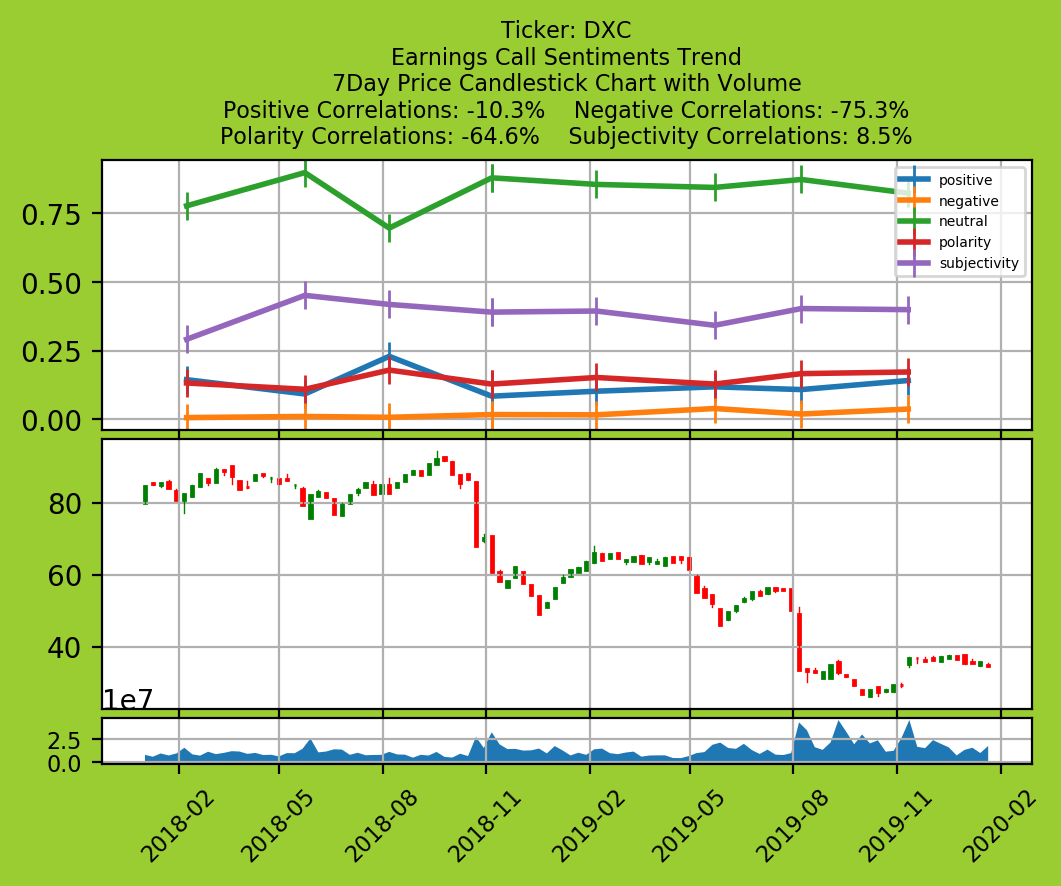 Ticker: DXC
Earnings Call Sentiments Trend
7Day Price Candlestick Chart with Volume
Positive Correlations: -10.3%    Negative Correlations: -75.3%
Polarity Correlations: -64.6%    Subjectivity Correlations: 8.5%
positive
negative
neutral
polarity
subjectivity
0.75
0.50
0.25
0.00
80
60
40
1e7
2.5
0.0
2018-02
2018-05
2018-08
2018-11
2019-02
2019-05
2019-08
2019-11
2020-02